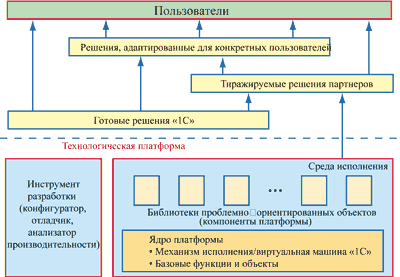 Пользователи
Решения, адаптированные для конкретных пользователей
Тиражируемые решения партнеров
Готовые решения «1С»
Технологическая платформа
Среда исполнения
Инструмент
разработки
(конфигуратор,
отладчик,
анализатор
производительности)
...
Библиотеки проблемно□ориентированных объектов
(компоненты платформы)
Ядро платформы
• Механизм исполнения/виртуальная машина «1С»
• Базовые функции и объекты